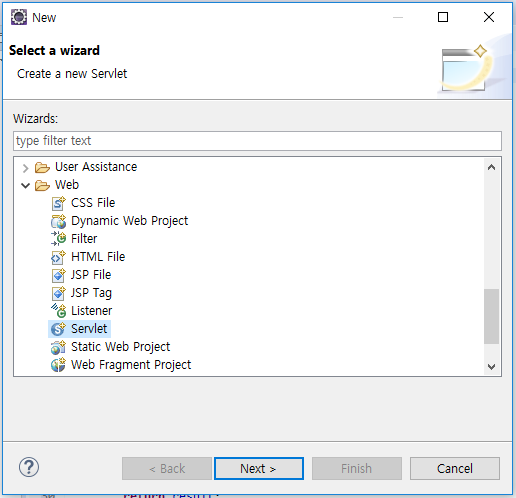 New
Select a wizard
Create a new Servlet
Wizards:
type filter text
User Assistance
Web
CSS File
Dynamic Web Project
Filter
HTML File
JSP File
JSP Tag
Listener
Servlet
Static Web Project
Web Fragment Project
< Back Next > Finish Cancel